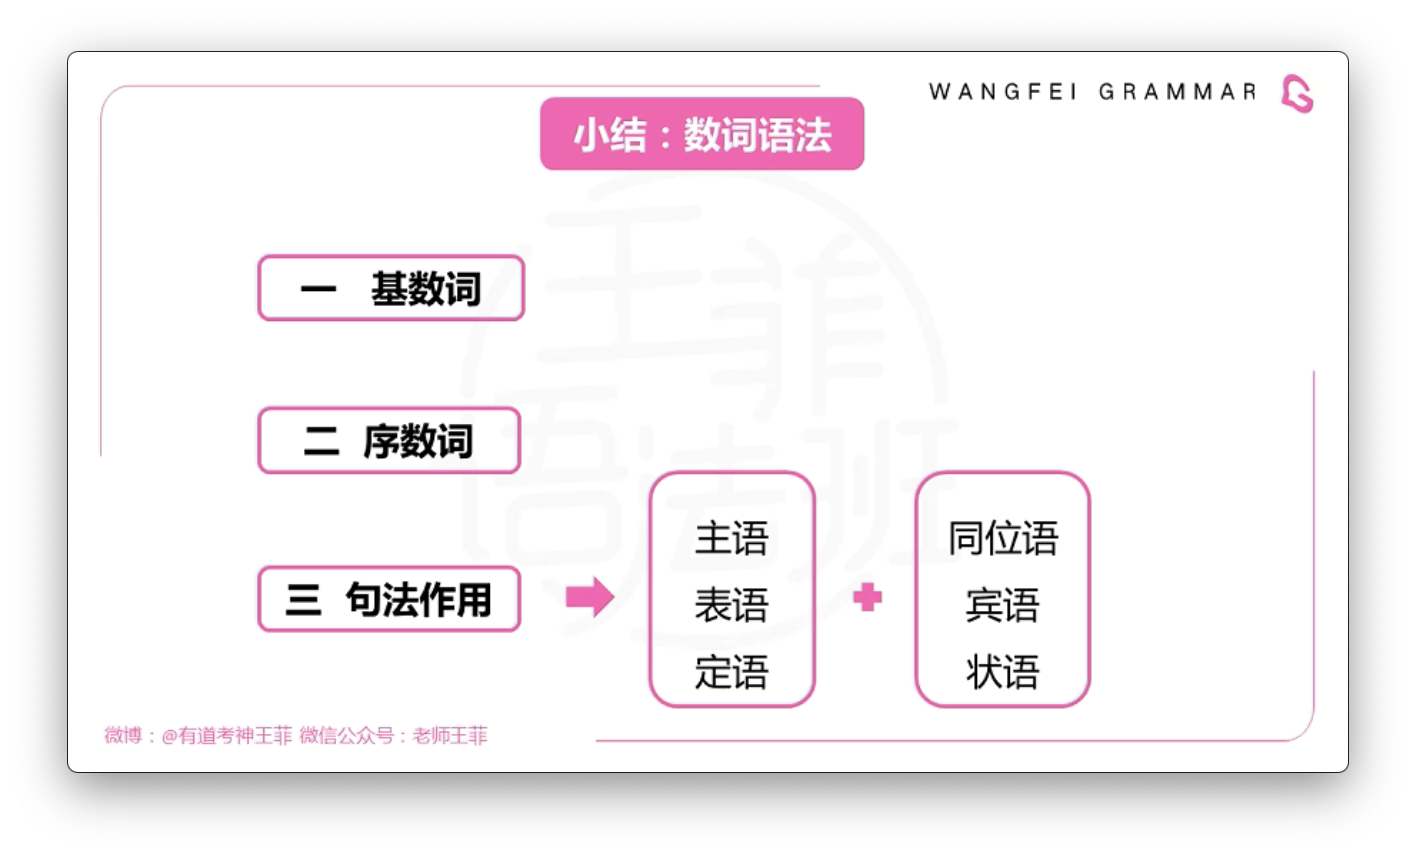 WANGFEI GRAMMAR
小结：数词语法
王菲
语法班
一 基数词
二 序数词
三 句法作用
主语
表语
定语
同位语
宾语
状语
微博：@有道考神王菲 微信公众号：老师王菲